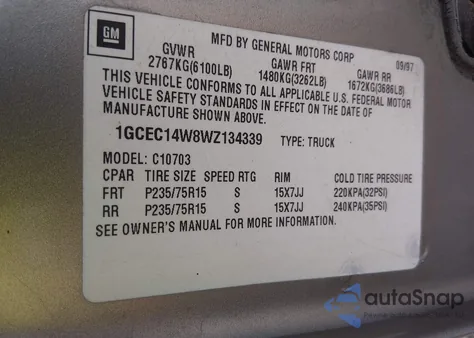 GM
MFD BY GENERAL MOTORS CORP 09/97
GVWR GAWR FRT GAWR RR
2767KG(6100LB) 1480KG(3262LB) 1672KG(3686LB)
THIS VEHICLE CONFORMS TO ALL APPLICABLE U.S. FEDERAL MOTOR
VEHICLE SAFETY STANDARDS IN EFFECT ON THE DATE OF
MANUFACTURE SHOWN ABOVE.
1GCEC14W8WZ134339 TYPE: TRUCK
MODEL: C10703
CPAR TIRE SIZE SPEED RTG RIM COLD TIRE PRESSURE
FRT P235/75R15 S 15X7JJ 220KPA(32PSI)
RR P235/75R15 S 15X7JJ 240KPA(35PSI)
SEE OWNER'S MANUAL FOR MORE INFORMATION.
autaSnap